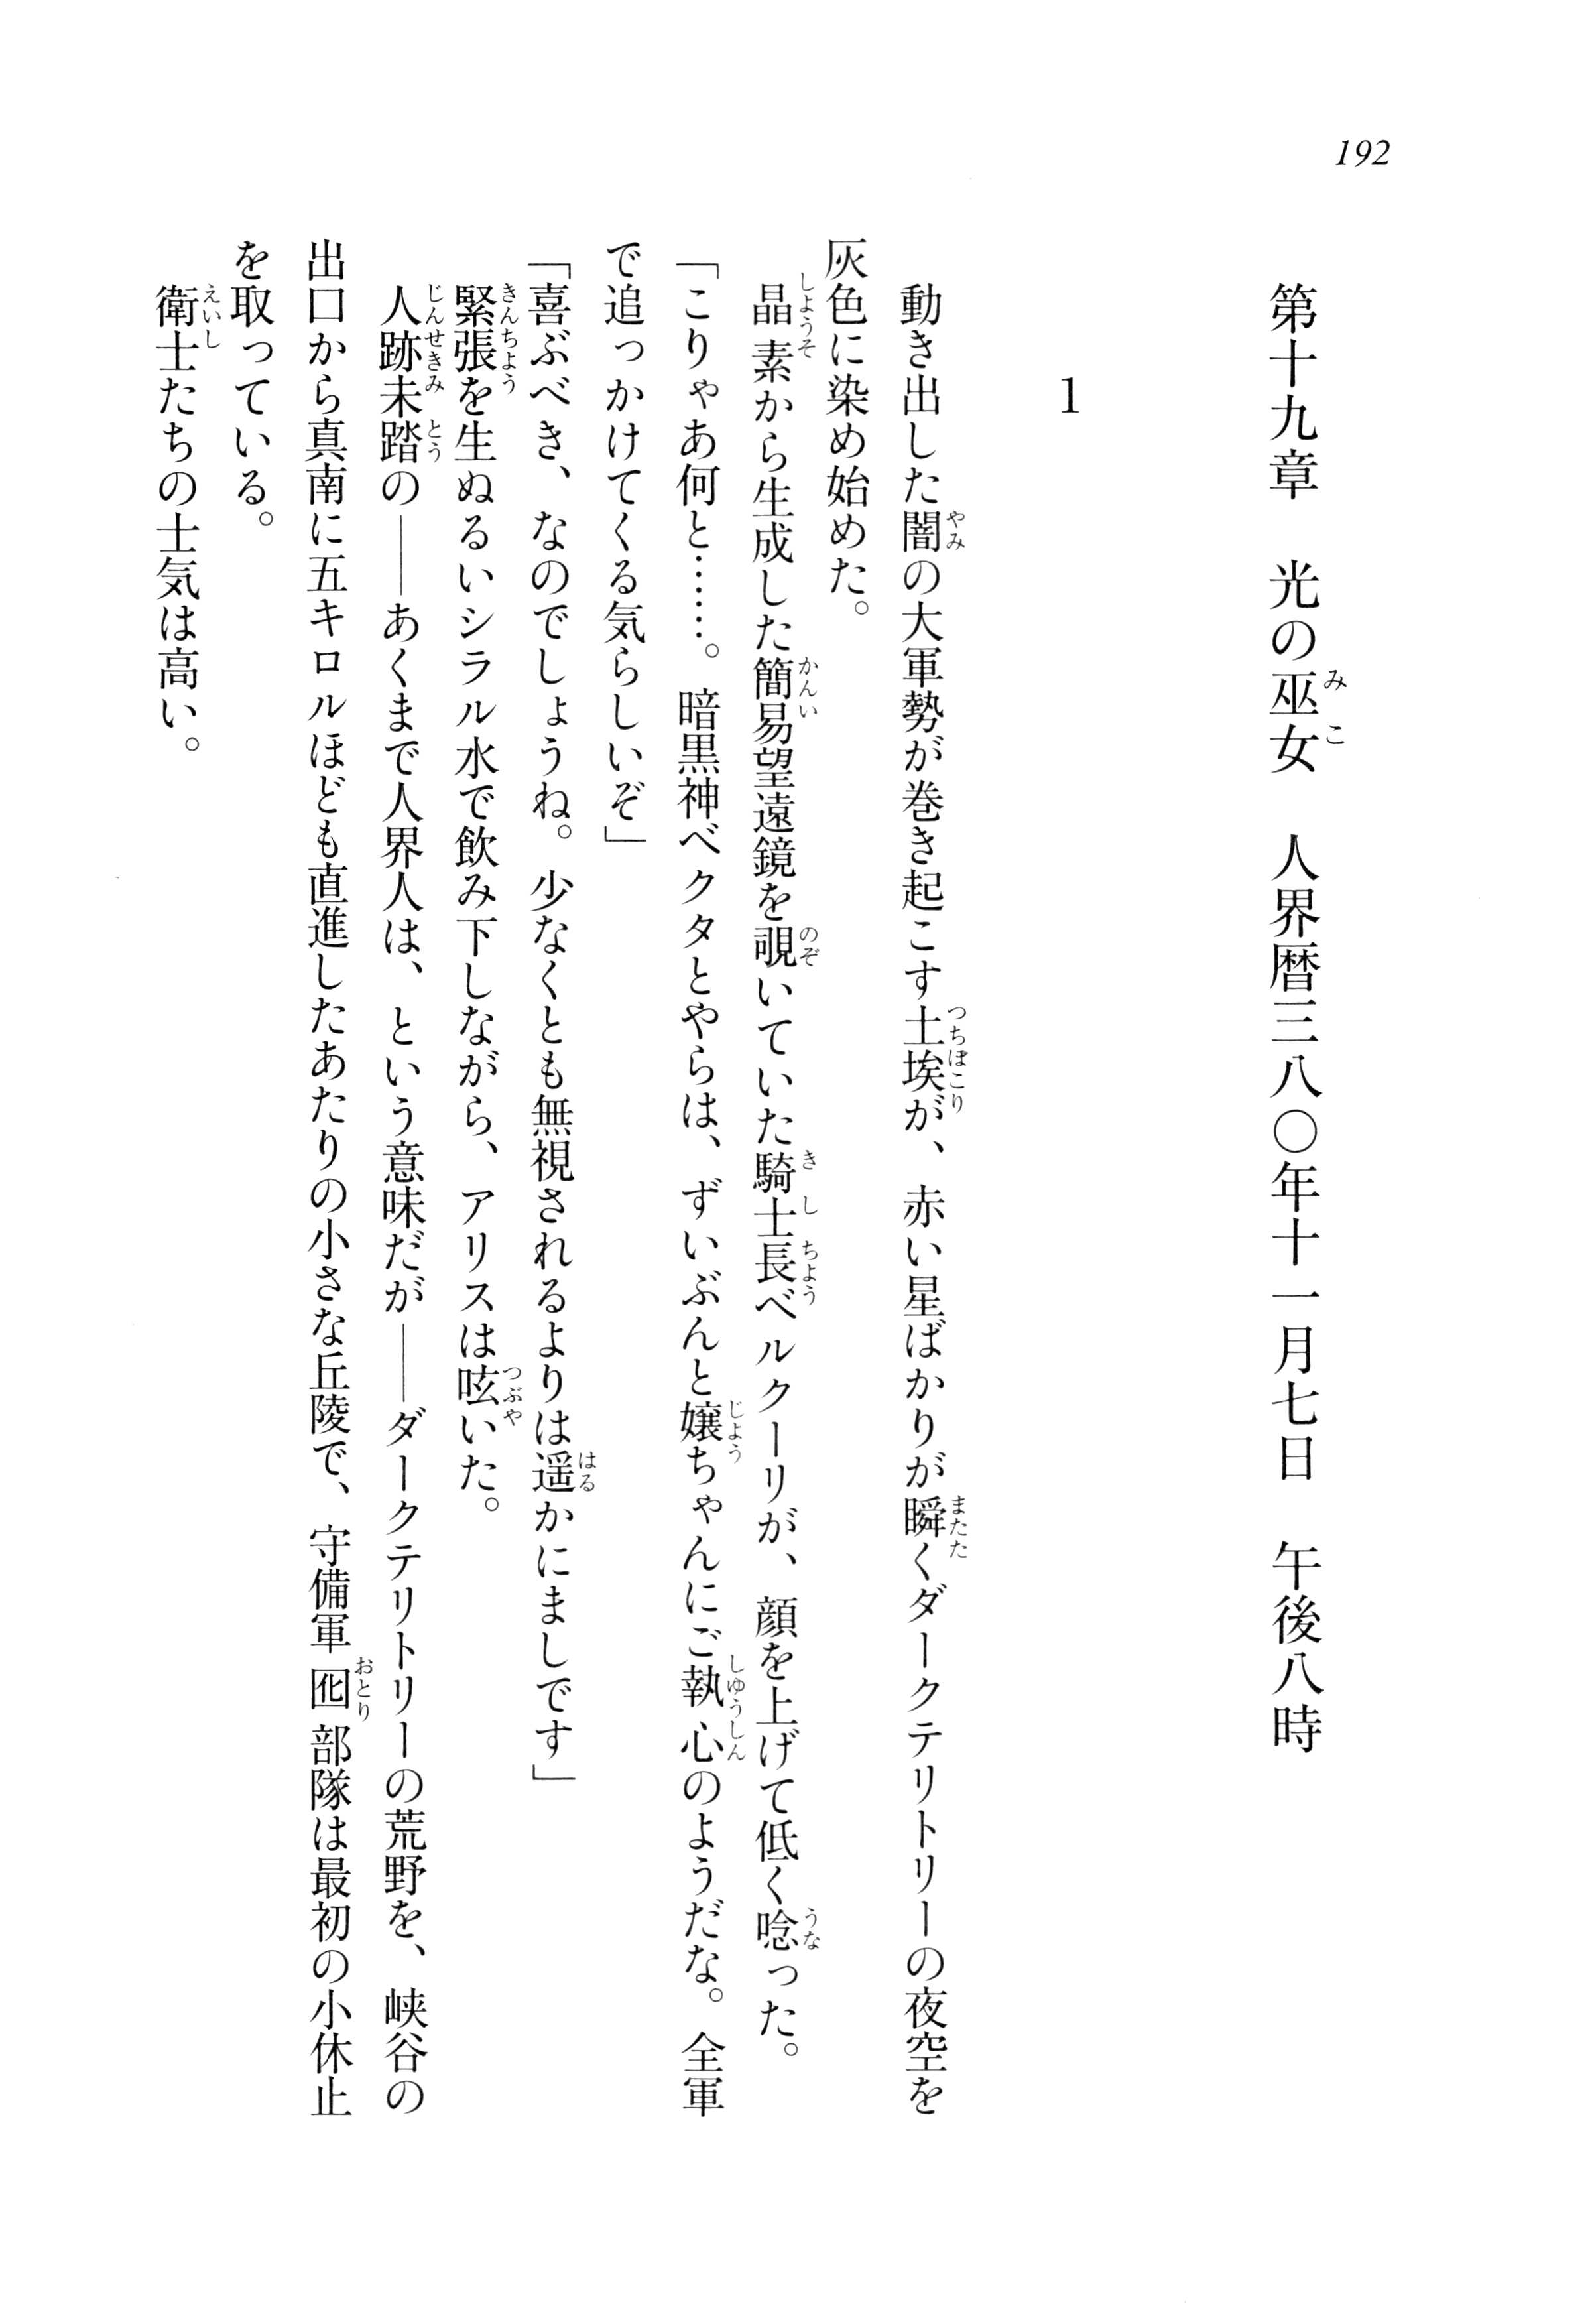 192
第十九章　光の巫女　人界暦三八〇年十一月七日　午後八時
1
動き出した闇の大軍勢が巻き起こす土埃が、赤い星ばかりが瞬くダークテリトリーの夜空を
灰色に染め始めた。
晶素から生成した簡易望遠鏡を覗いていた騎士長ベルクーリが、顔を上げて低く唸った。
「こりゃあ何と……。暗黒神ベクタとやらは、ずいぶんと嬢ちゃんにご執心のようだな。全軍
で追っかけてくる気らしいぞ」
「喜ぶべき、なのでしょうね。少なくとも無視されるよりは遥かにましです」
緊張を生ぬるいシラル水で飲み下しながら、アリスは呟いた。
人跡未踏の――あくまで人界人は、という意味だが――ダークテリトリーの荒野を、峡谷の
出口から真南に五キロルほども直進したあたりの小さな丘陵で、守備軍囮部隊は最初の小休止
を取っている。
衛士たちの士気は高い。